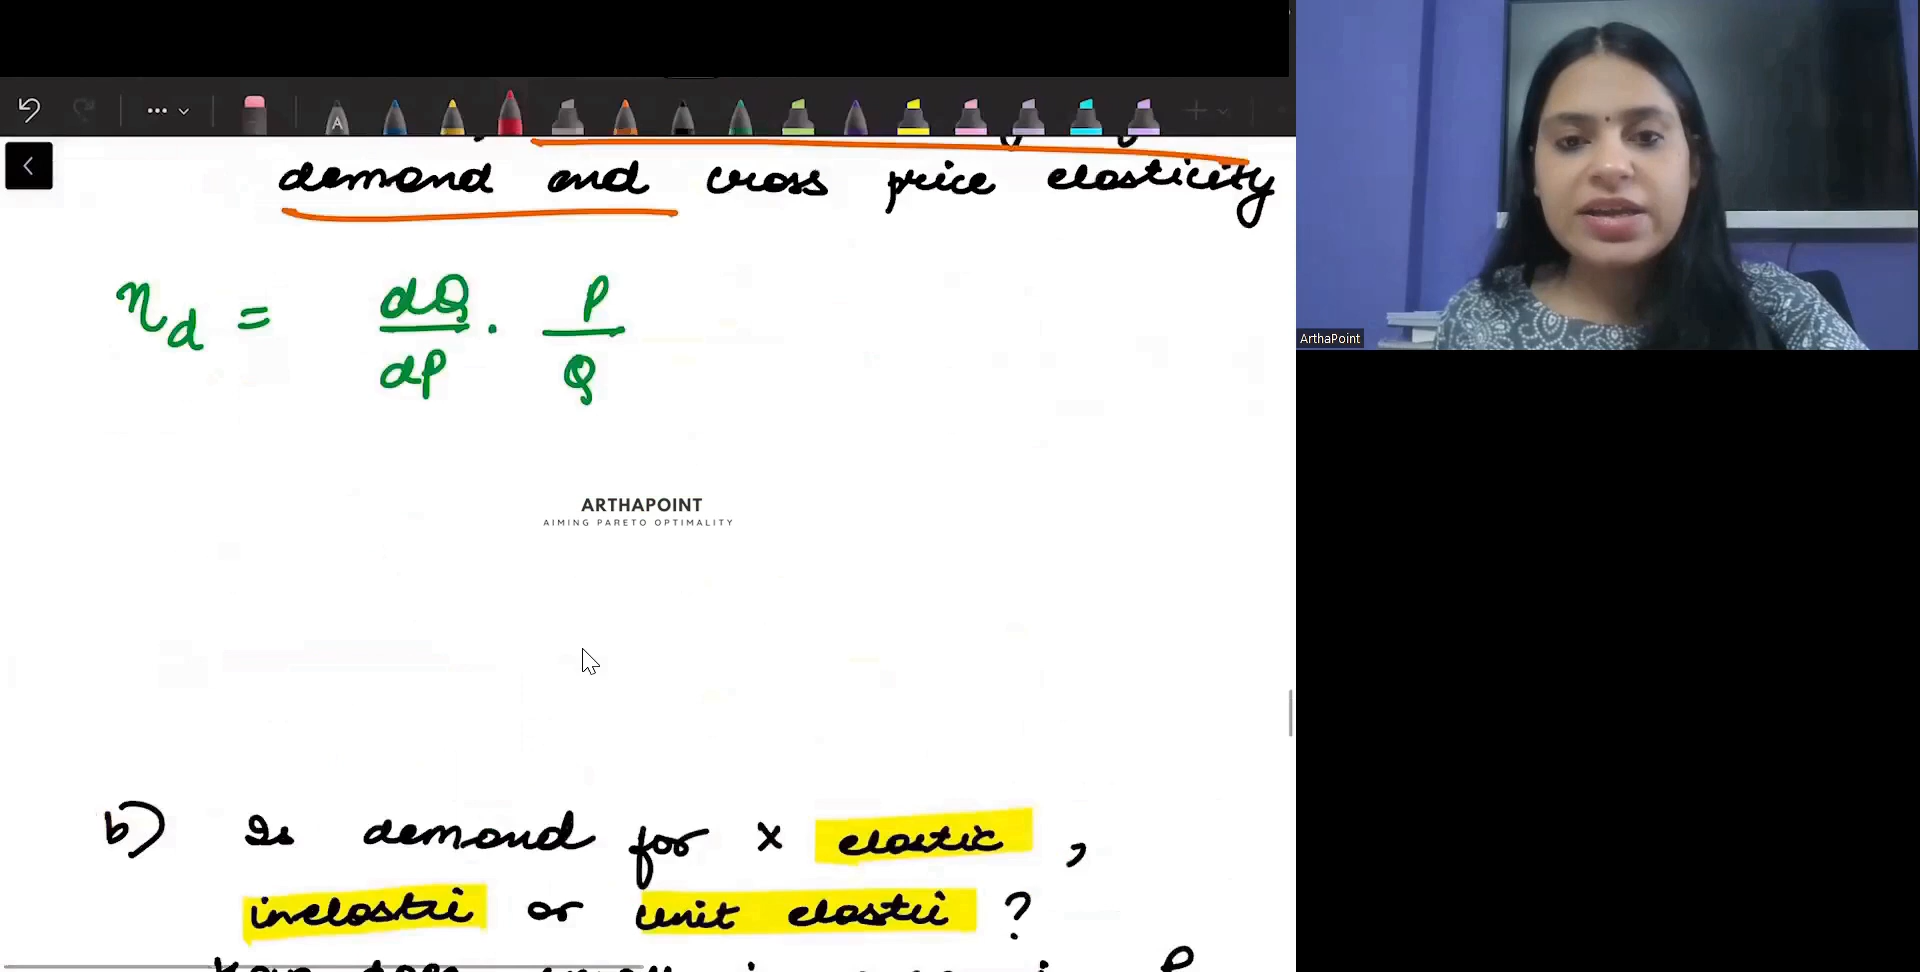 A
demand and cross price elasticity
ArthaPoint
ηd = dQ/dP . P/Q
ARTHAPOINT
AIMING PARETO OPTIMALITY
b) Is demand for x elastic ,
inelastic or unit elastic ?